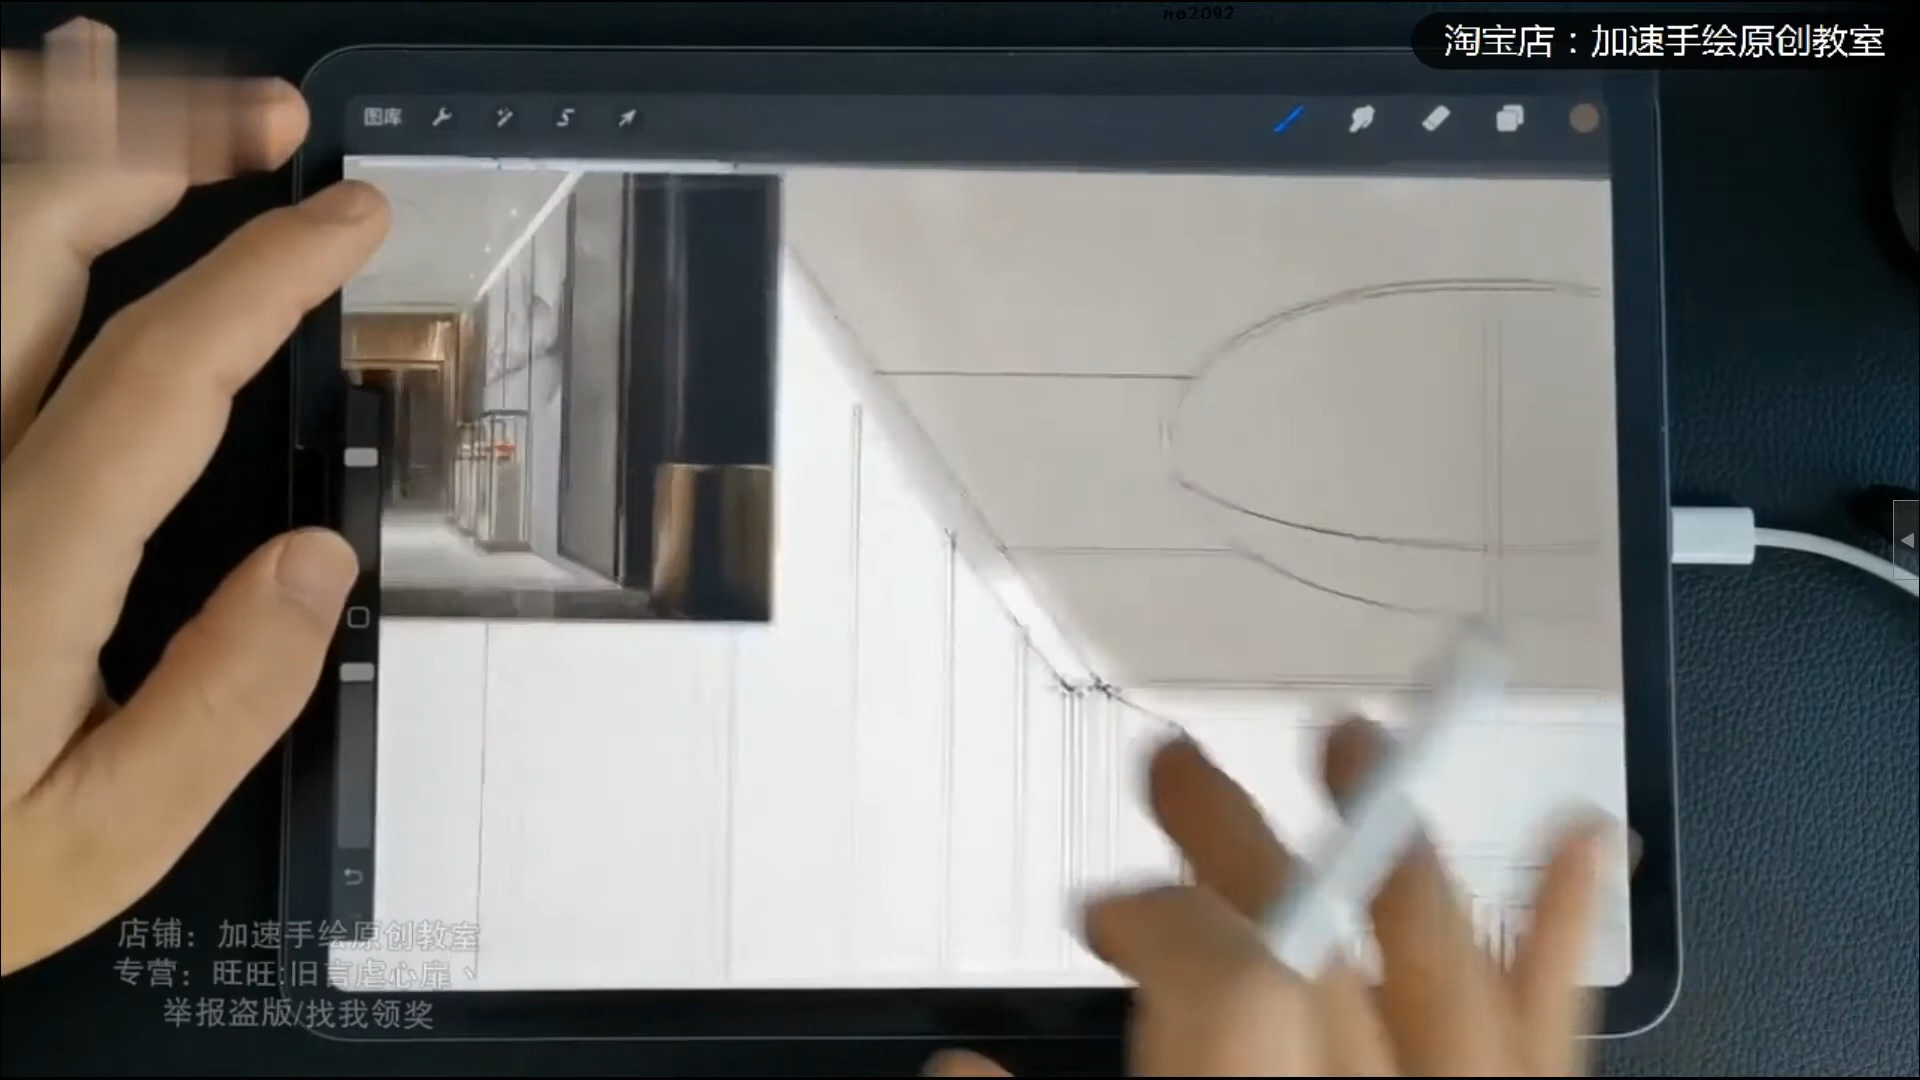 no2092
淘宝店：加速手绘原创教室
图库
店铺：加速手绘原创教室
专营：旺旺:旧言虐心扉丶
举报盗版/找我领奖